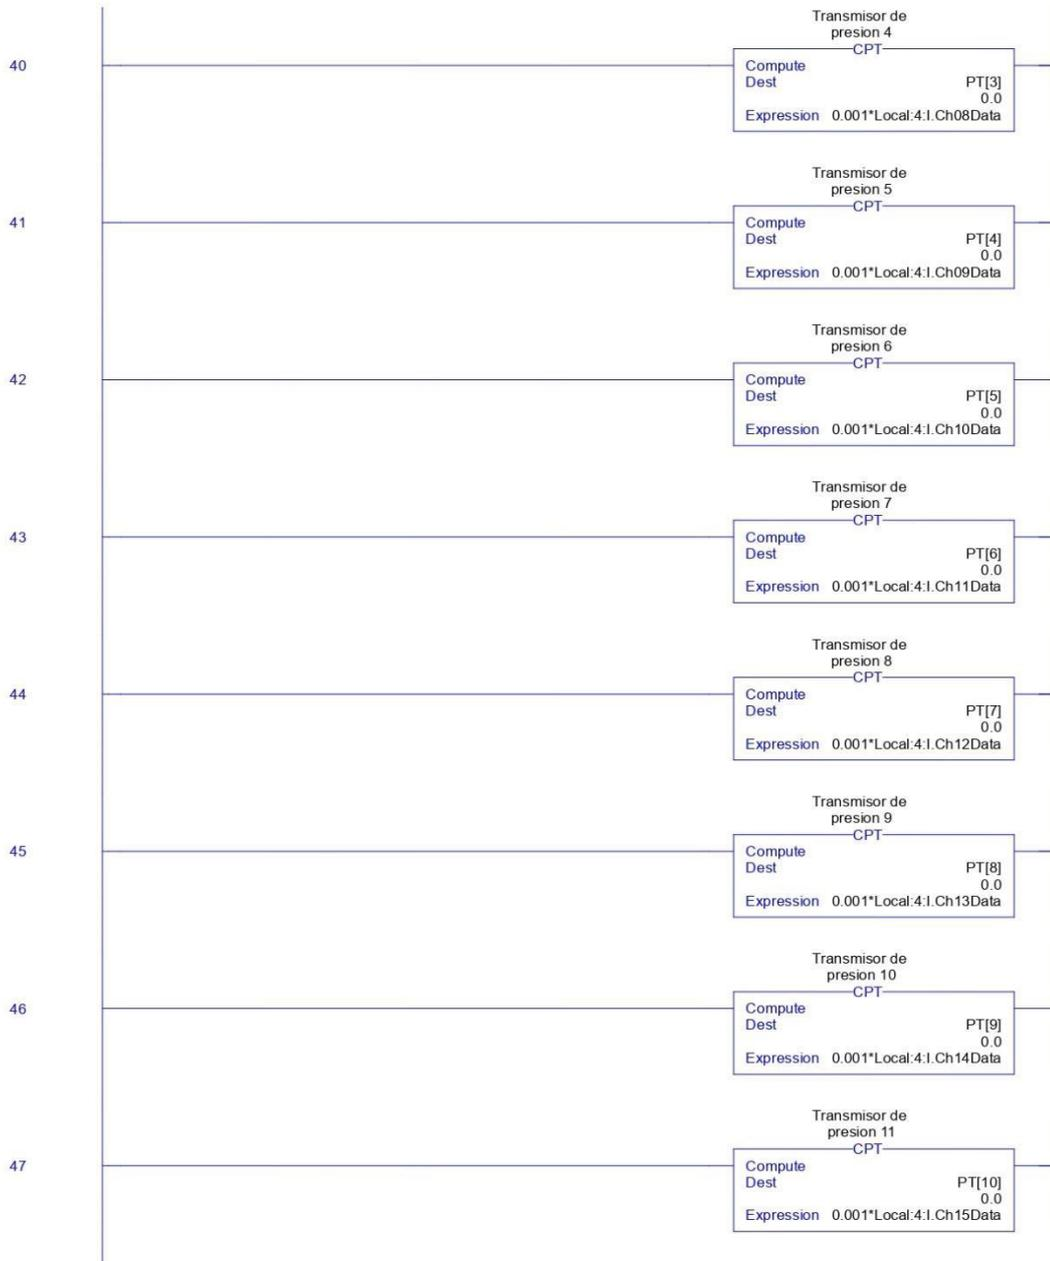 Transmisor de
presion 4
CPT
40
Compute
Dest PT[3]
0.0
Expression 0.001*Local:4:I.Ch08Data
Transmisor de
presion 5
CPT
41
Compute
Dest PT[4]
0.0
Expression 0.001*Local:4:I.Ch09Data
Transmisor de
presion 6
CPT
42
Compute
Dest PT[5]
0.0
Expression 0.001*Local:4:I.Ch10Data
Transmisor de
presion 7
CPT
43
Compute
Dest PT[6]
0.0
Expression 0.001*Local:4:I.Ch11Data
Transmisor de
presion 8
CPT
44
Compute
Dest PT[7]
0.0
Expression 0.001*Local:4:I.Ch12Data
Transmisor de
presion 9
CPT
45
Compute
Dest PT[8]
0.0
Expression 0.001*Local:4:I.Ch13Data
Transmisor de
presion 10
CPT
46
Compute
Dest PT[9]
0.0
Expression 0.001*Local:4:I.Ch14Data
Transmisor de
presion 11
CPT
47
Compute
Dest PT[10]
0.0
Expression 0.001*Local:4:I.Ch15Data